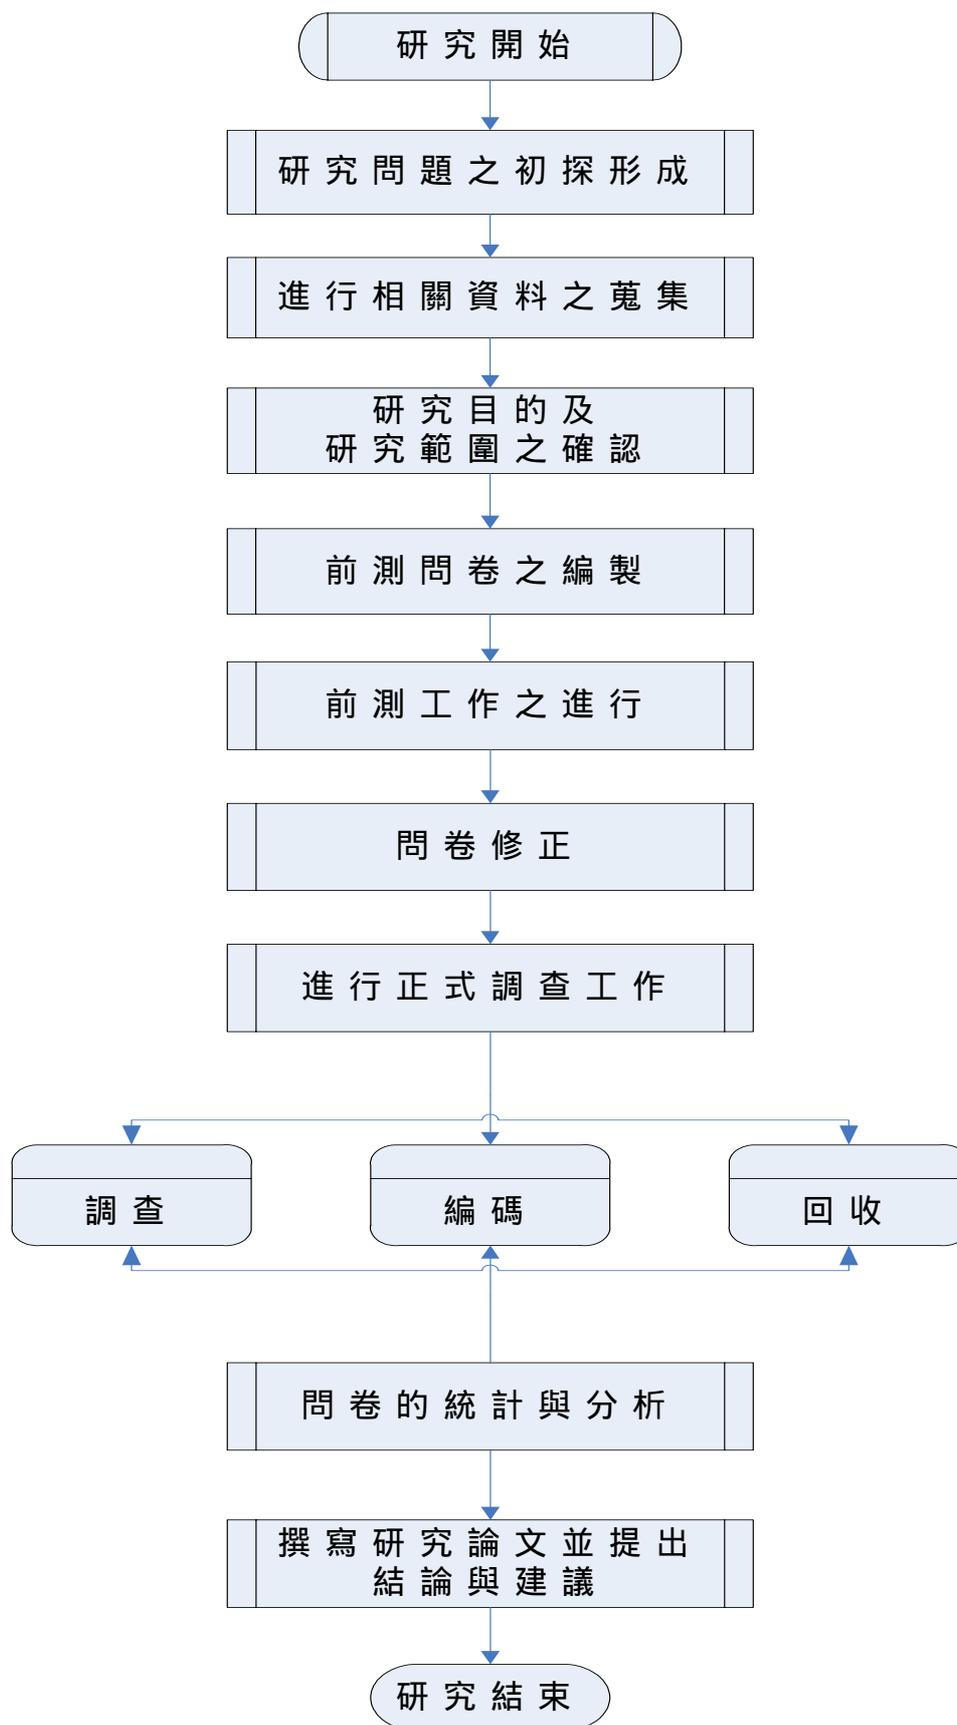 研究開始
研究問題之初探形成
進行相關資料之蒐集
研究目的及
研究範圍之確認
前測問卷之編製
前測工作之進行
問卷修正
進行正式調查工作
調查
編碼
回收
問卷的統計與分析
撰寫研究論文並提出
結論與建議
研究結束